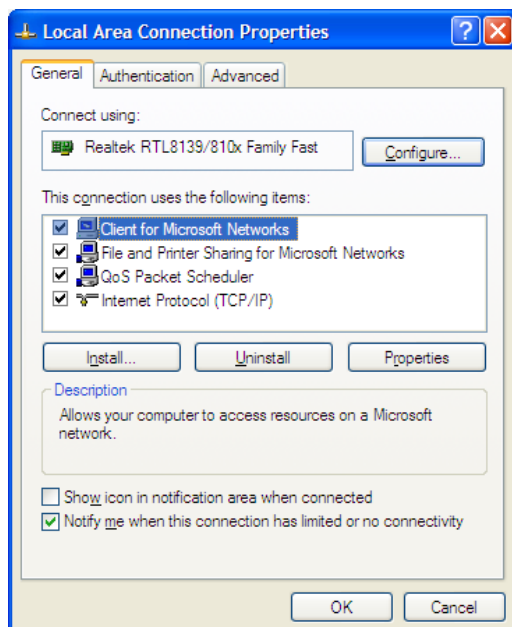 Local Area Connection Properties
General
Authentication
Advanced
Connect using:
Realtek RTL8139/810x Family Fast
Configure...
This connection uses the following items:
Client for Microsoft Networks
File and Printer Sharing for Microsoft Networks
QoS Packet Scheduler
Internet Protocol (TCP/IP)
Install...
Uninstall
Properties
Description
Allows your computer to access resources on a Microsoft
network.
Show icon in notification area when connected
Notify me when this connection has limited or no connectivity
OK
Cancel